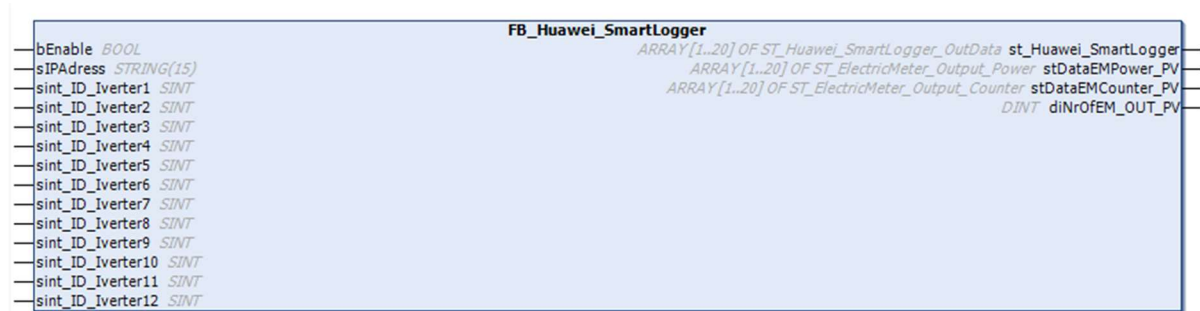 FB_Huawei_SmartLogger
bEnable BOOL ARRAY [1..20] OF ST_Huawei_SmartLogger_OutData st_Huawei_SmartLogger
sIPAdress STRING(15) ARRAY [1..20] OF ST_ElectricMeter_Output_Power stDataEMPower_PV
sint_ID_Iverter1 SINT ARRAY [1..20] OF ST_ElectricMeter_Output_Counter stDataEMCounter_PV
sint_ID_Iverter2 SINT DINT diNrOfEM_OUT_PV
sint_ID_Iverter3 SINT
sint_ID_Iverter4 SINT
sint_ID_Iverter5 SINT
sint_ID_Iverter6 SINT
sint_ID_Iverter7 SINT
sint_ID_Iverter8 SINT
sint_ID_Iverter9 SINT
sint_ID_Iverter10 SINT
sint_ID_Iverter11 SINT
sint_ID_Iverter12 SINT